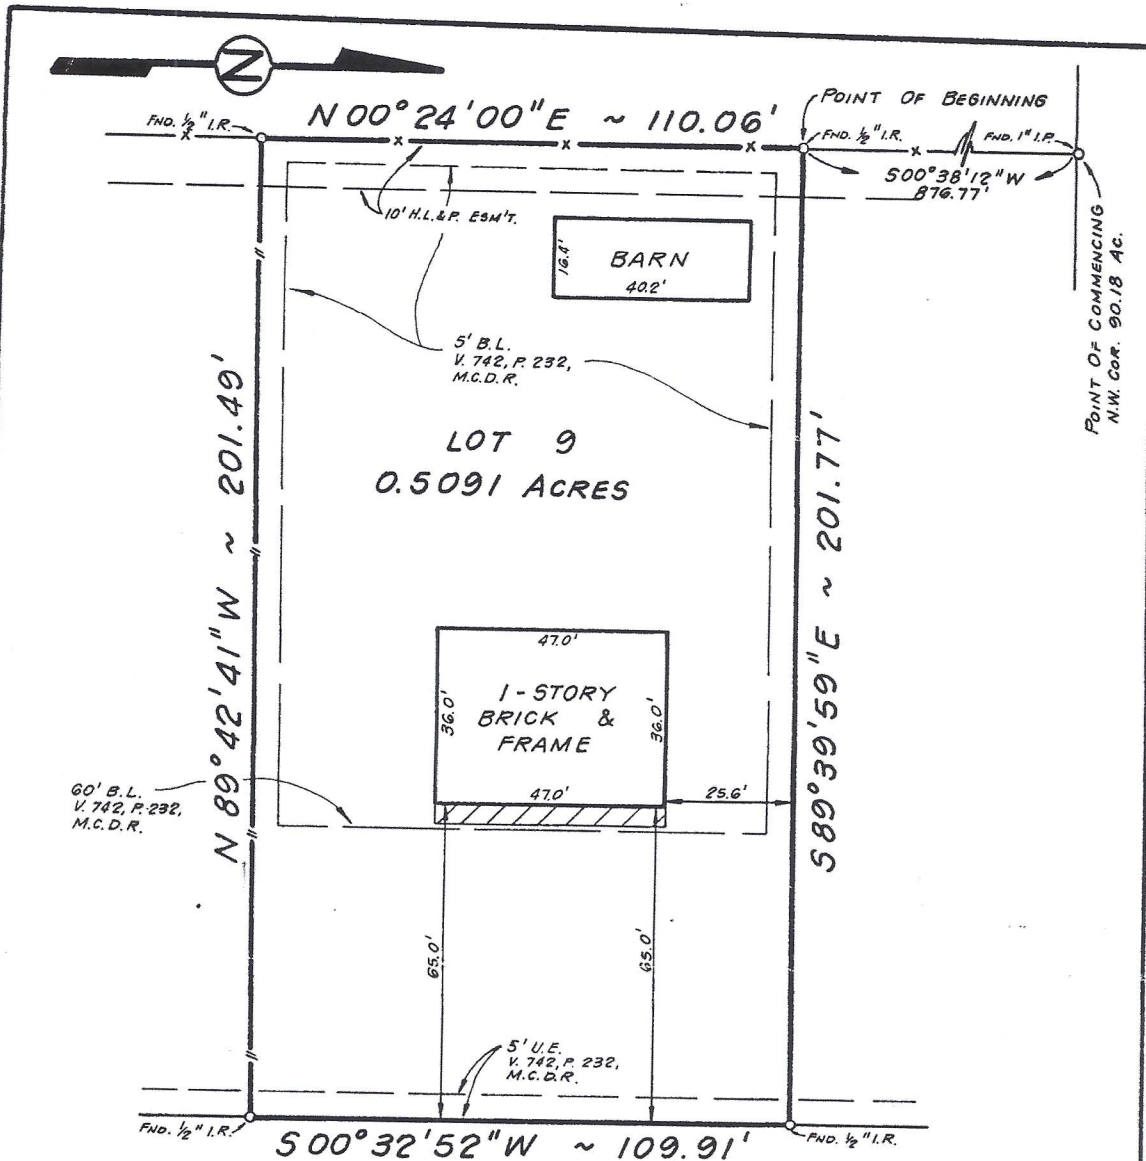 N
N 00° 24' 00" E ~ 110.06'
POINT OF BEGINNING
FND. 1/2" I.R.
FND. 1/2" I.R.
FND. 1" I.P.
S00°38'12"W
876.77'
10' H.L.&P. ESM'T.
BARN
16.4'
40.2'
POINT OF COMMENCING
N.W. COR. 90.18 AC.
5' B.L.
V. 742, P. 232,
M.C.D.R.
LOT 9
0.5091 ACRES
N 89° 42' 41" W ~ 201.49'
S 89° 39' 59" E ~ 201.77'
47.0'
1-STORY
BRICK &
FRAME
36.0'
36.0'
47.0'
25.6'
60' B.L.
V. 742, P. 232,
M.C.D.R.
65.0'
65.0'
5' U.E.
V. 742, P. 232,
M.C.D.R.
FND. 1/2" I.R.
S 00° 32' 52" W ~ 109.91'
FND. 1/2" I.R.